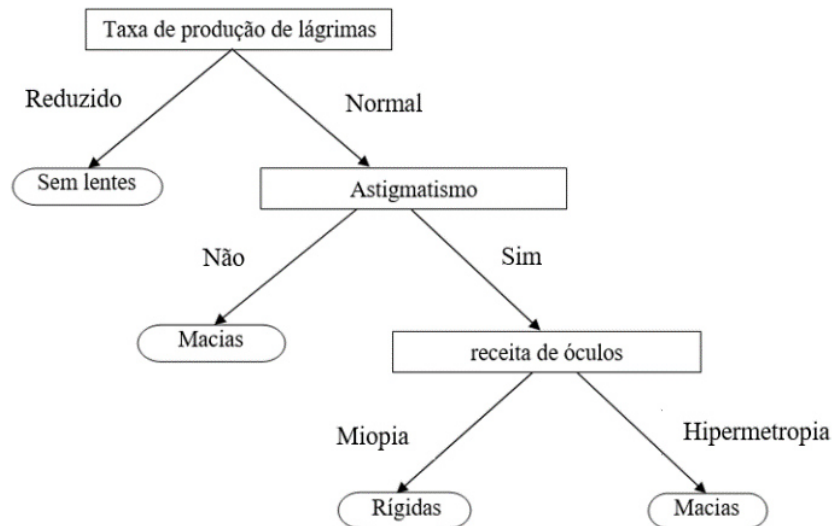 Taxa de produção de lágrimas
Reduzido
Normal
Sem lentes
Astigmatismo
Não
Sim
Macias
receita de óculos
Miopia
Hipermetropia
Rígidas
Macias